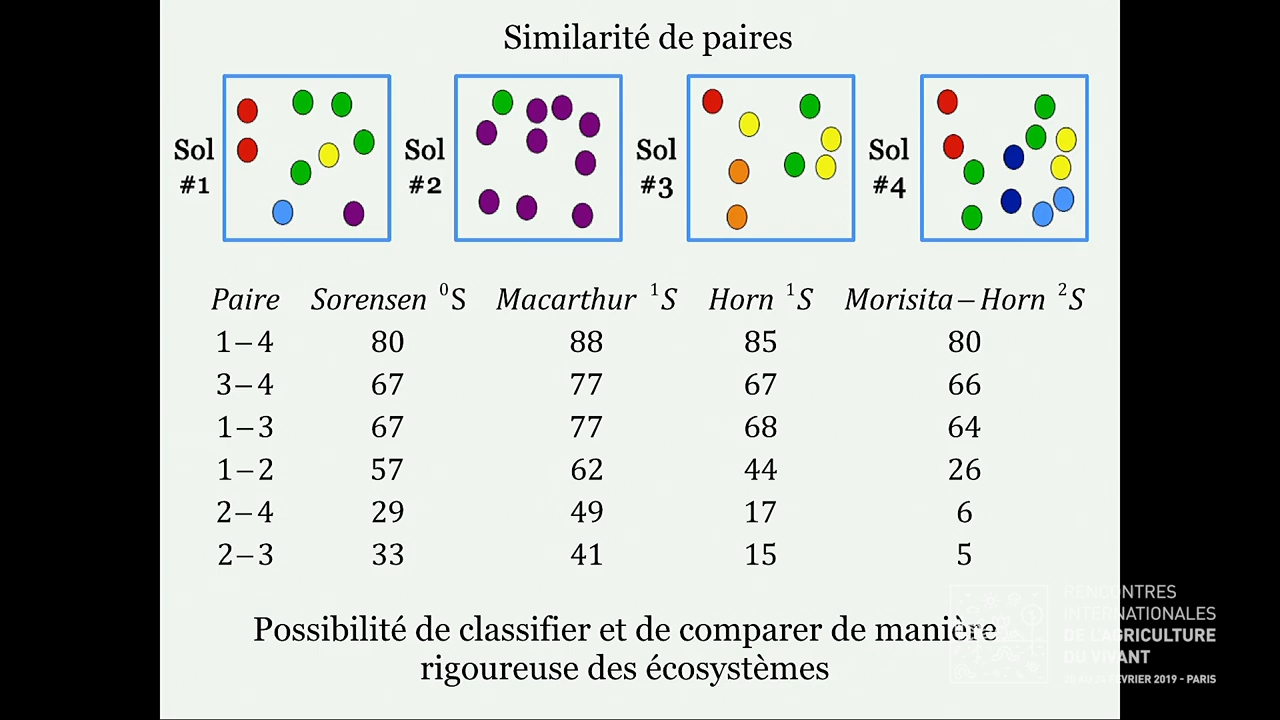 Similarité de paires
Sol #1
Sol #2
Sol #3
Sol #4
Paire Sorensen ⁰S Macarthur ¹S Horn ¹S Morisita–Horn ²S
1–4 80 88 85 80
3–4 67 77 67 66
1–3 67 77 68 64
1–2 57 62 44 26
2–4 29 49 17 6
2–3 33 41 15 5
Possibilité de classifier et de comparer de manière
rigoureuse des écosystèmes
RENCONTRES
INTERNATIONALES
DE L'AGRICULTURE
DU VIVANT
FÉVRIER 2019 - PARIS